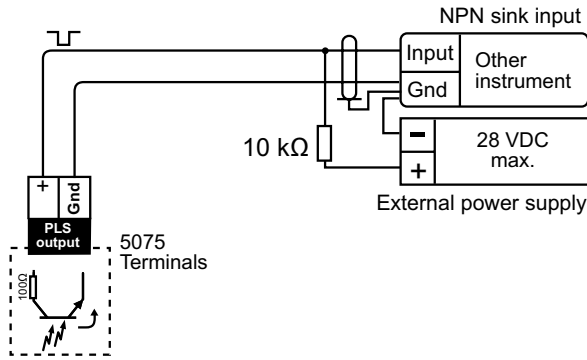 NPN sink input
Input
Other
instrument
Gnd
10 kΩ
−
28 VDC
max.
+
External power supply
+
Gnd
PLS
output
5075
Terminals
100Ω